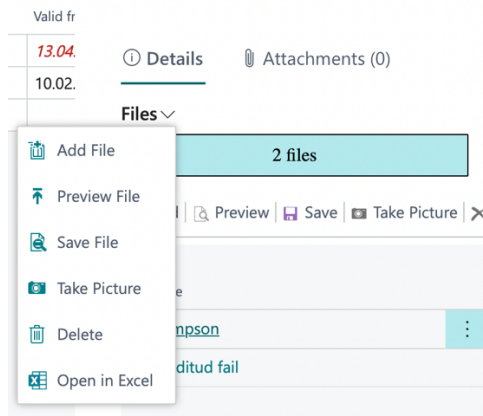 Valid fr
13.04.
10.02.
Details
Attachments (0)
Files
2 files
Preview
Save
Take Picture
Add File
Preview File
Save File
Take Picture
Delete
Open in Excel
mpson
ditud fail